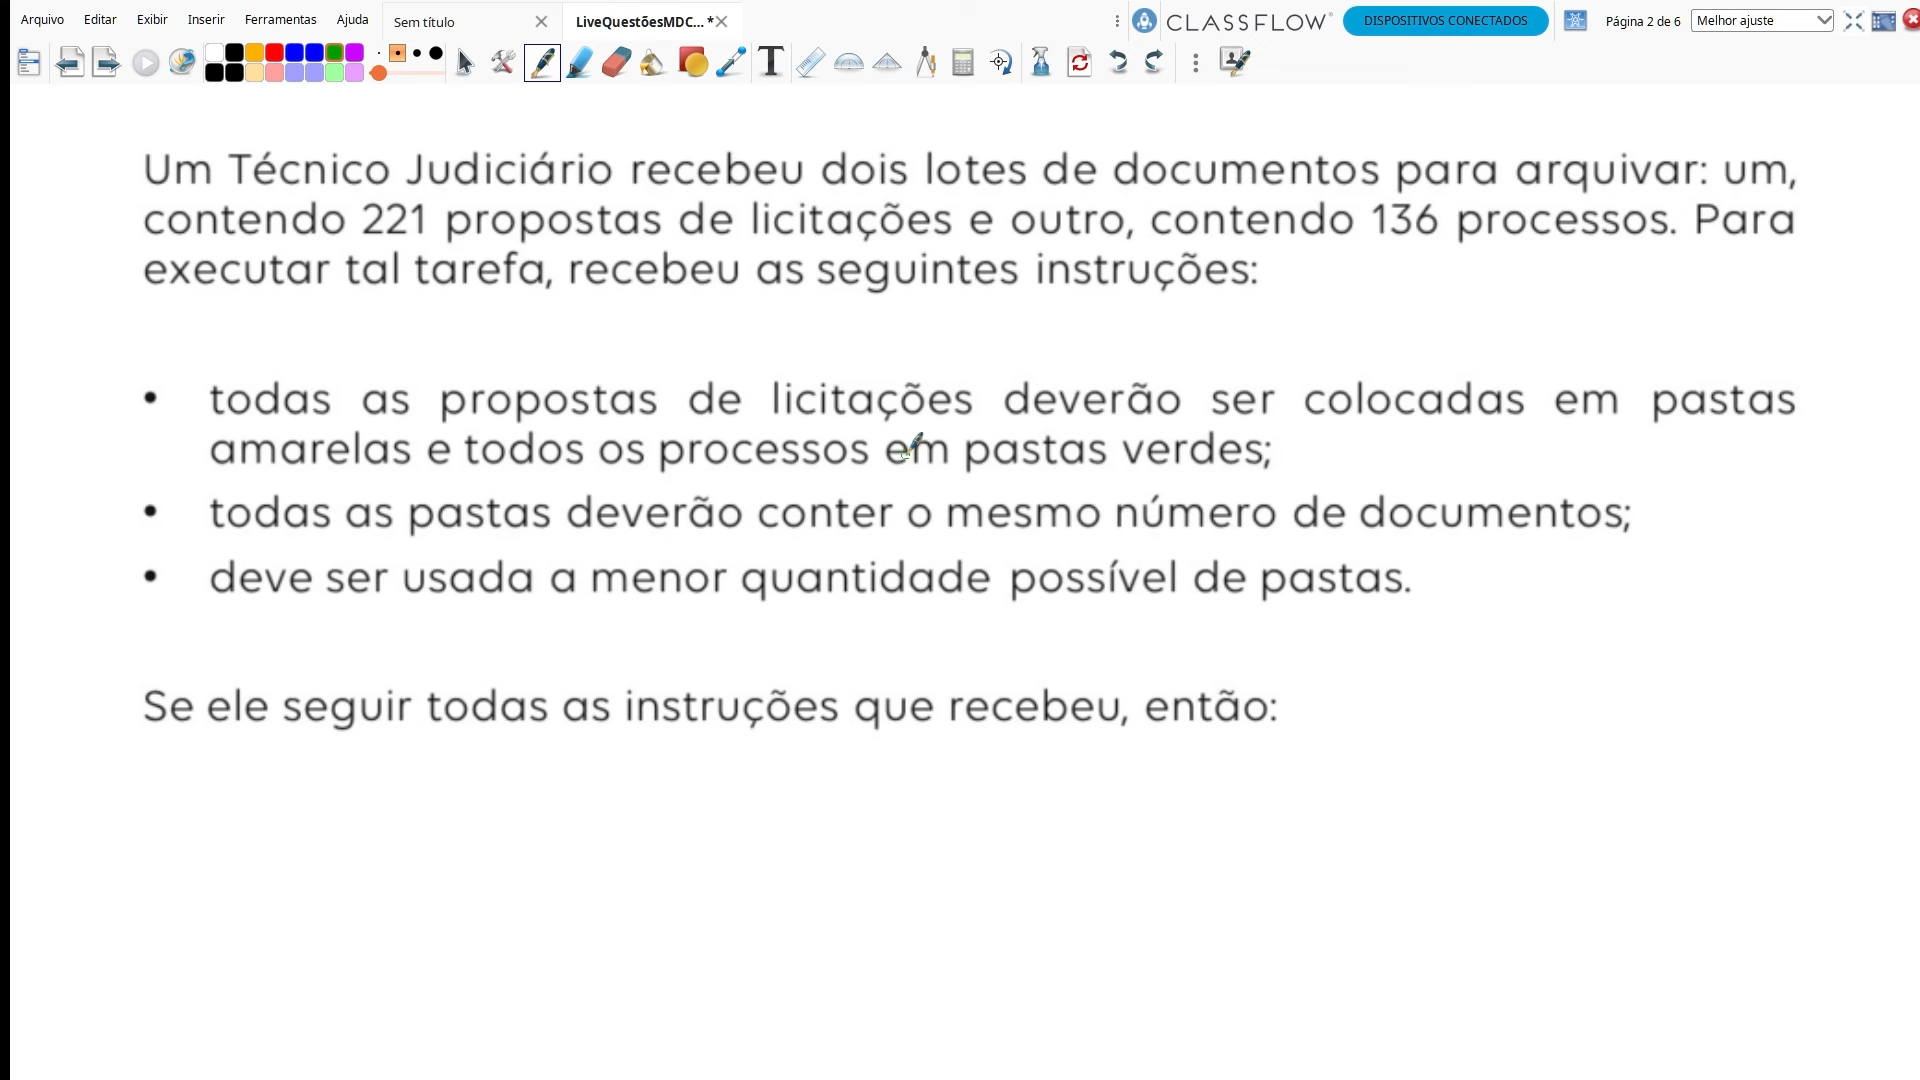 Arquivo Editar Exibir Inserir Ferramentas Ajuda Sem título LiveQuestõesMDC... * CLASSFLOW DISPOSITIVOS CONECTADOS Página 2 de 6 Melhor ajuste
T
Um Técnico Judiciário recebeu dois lotes de documentos para arquivar: um,
contendo 221 propostas de licitações e outro, contendo 136 processos. Para
executar tal tarefa, recebeu as seguintes instruções:
• todas as propostas de licitações deverão ser colocadas em pastas
amarelas e todos os processos em pastas verdes;
• todas as pastas deverão conter o mesmo número de documentos;
• deve ser usada a menor quantidade possível de pastas.
Se ele seguir todas as instruções que recebeu, então: